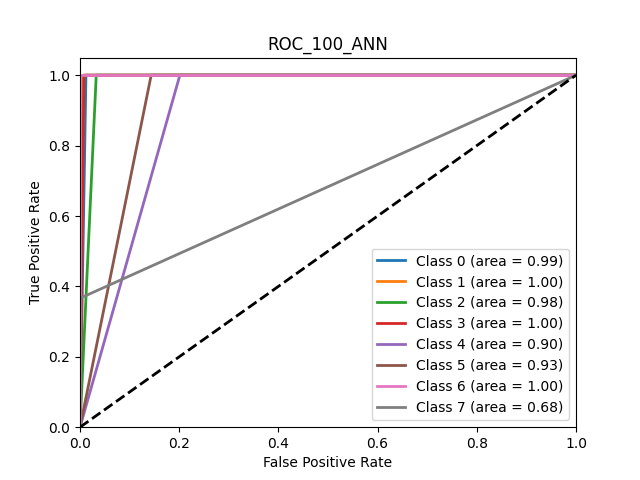 ROC_100_ANN
True Positive Rate
1.0
0.8
0.6
0.4
0.2
0.0
Class 0 (area = 0.99)
Class 1 (area = 1.00)
Class 2 (area = 0.98)
Class 3 (area = 1.00)
Class 4 (area = 0.90)
Class 5 (area = 0.93)
Class 6 (area = 1.00)
Class 7 (area = 0.68)
0.0 0.2 0.4 0.6 0.8 1.0
False Positive Rate